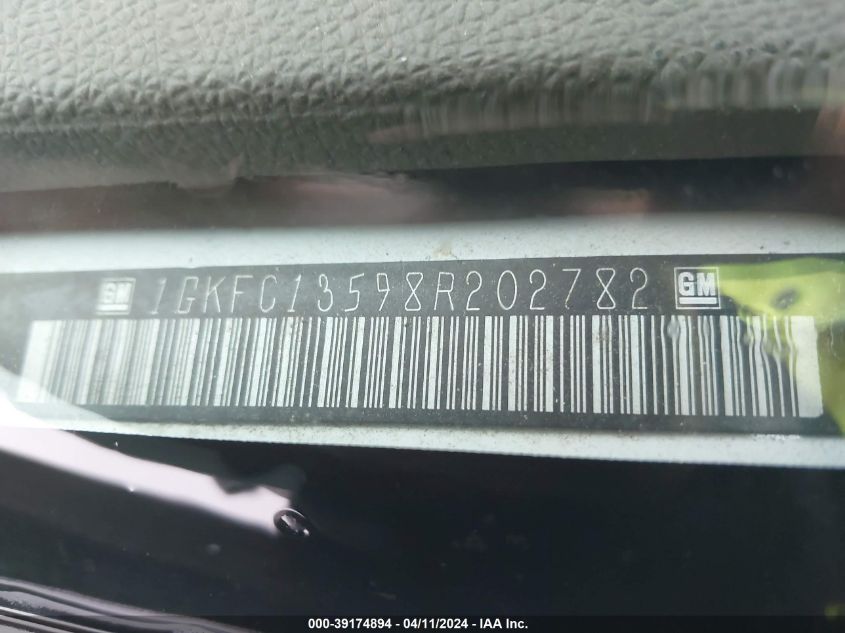 GM 1GKFC13598R202782 GM
000-39174894 - 04/11/2024 - IAA Inc.